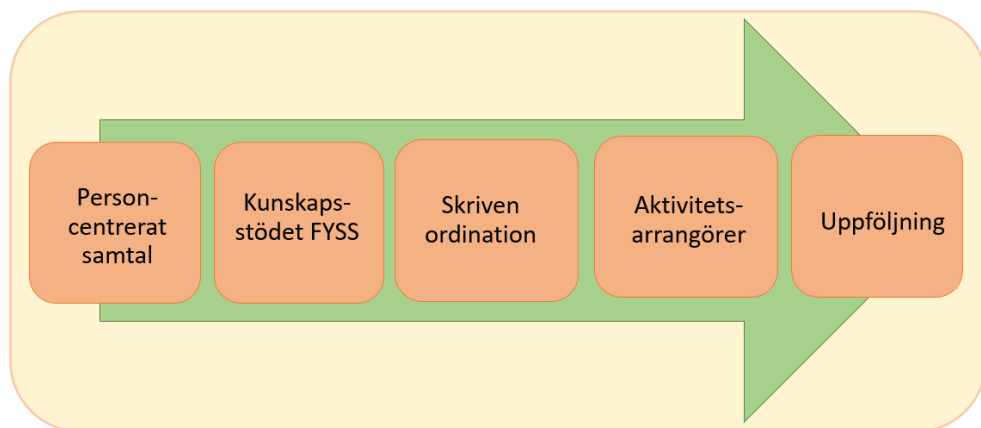 Person-
centrerat
samtal
Kunskaps-
stödet FYSS
Skriven
ordination
Aktivitets-
arrangörer
Uppföljning